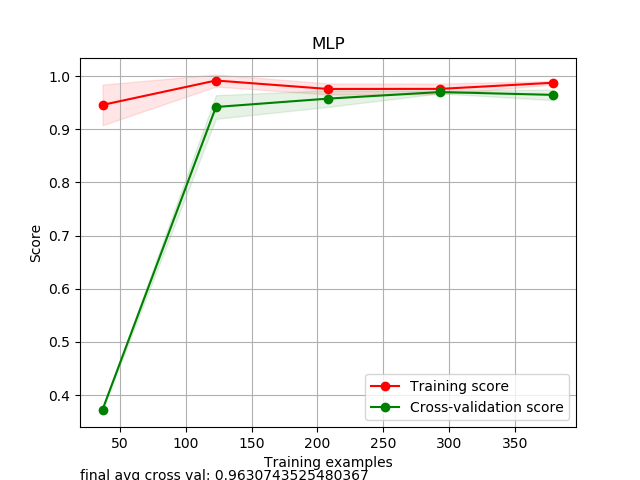 MLP
1.0
0.9
0.8
0.7
0.6
0.5
0.4
Score
Training score
Cross-validation score
50 100 150 200 250 300 350
Training examples
final avg cross val: 0.9630743525480367